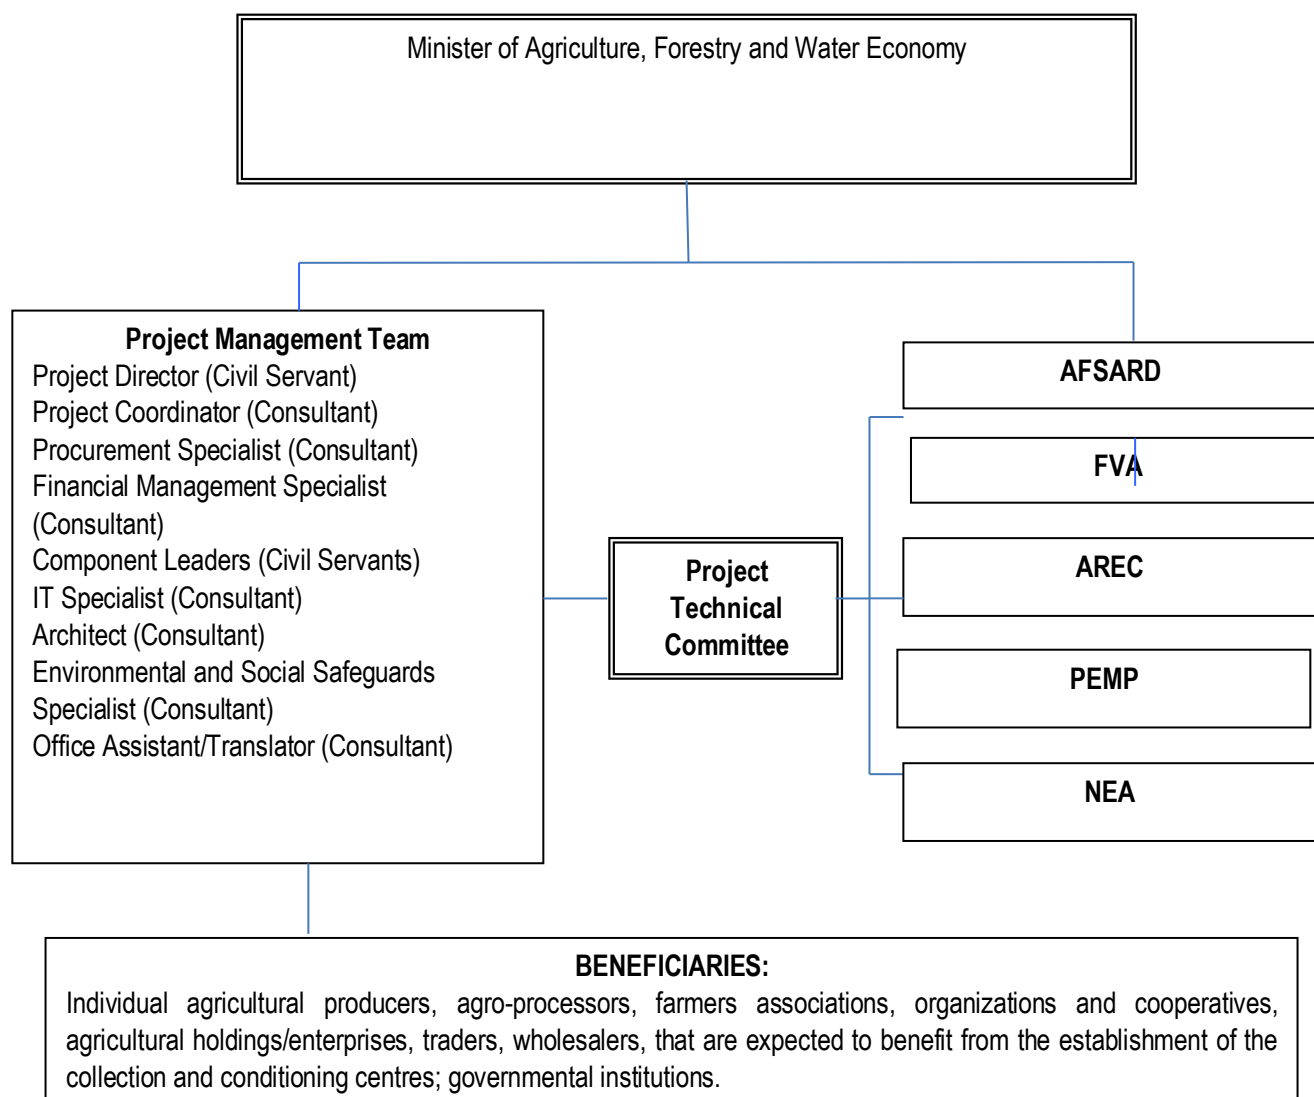 Minister of Agriculture, Forestry and Water Economy
Project Management Team
Project Director (Civil Servant)
Project Coordinator (Consultant)
Procurement Specialist (Consultant)
Financial Management Specialist
(Consultant)
Component Leaders (Civil Servants)
IT Specialist (Consultant)
Architect (Consultant)
Environmental and Social Safeguards
Specialist (Consultant)
Office Assistant/Translator (Consultant)
Project
Technical
Committee
AFSARD
FVA
AREC
PEMP
NEA
BENEFICIARIES:
Individual agricultural producers, agro-processors, farmers associations, organizations and cooperatives,
agricultural holdings/enterprises, traders, wholesalers, that are expected to benefit from the establishment of the
collection and conditioning centres; governmental institutions.